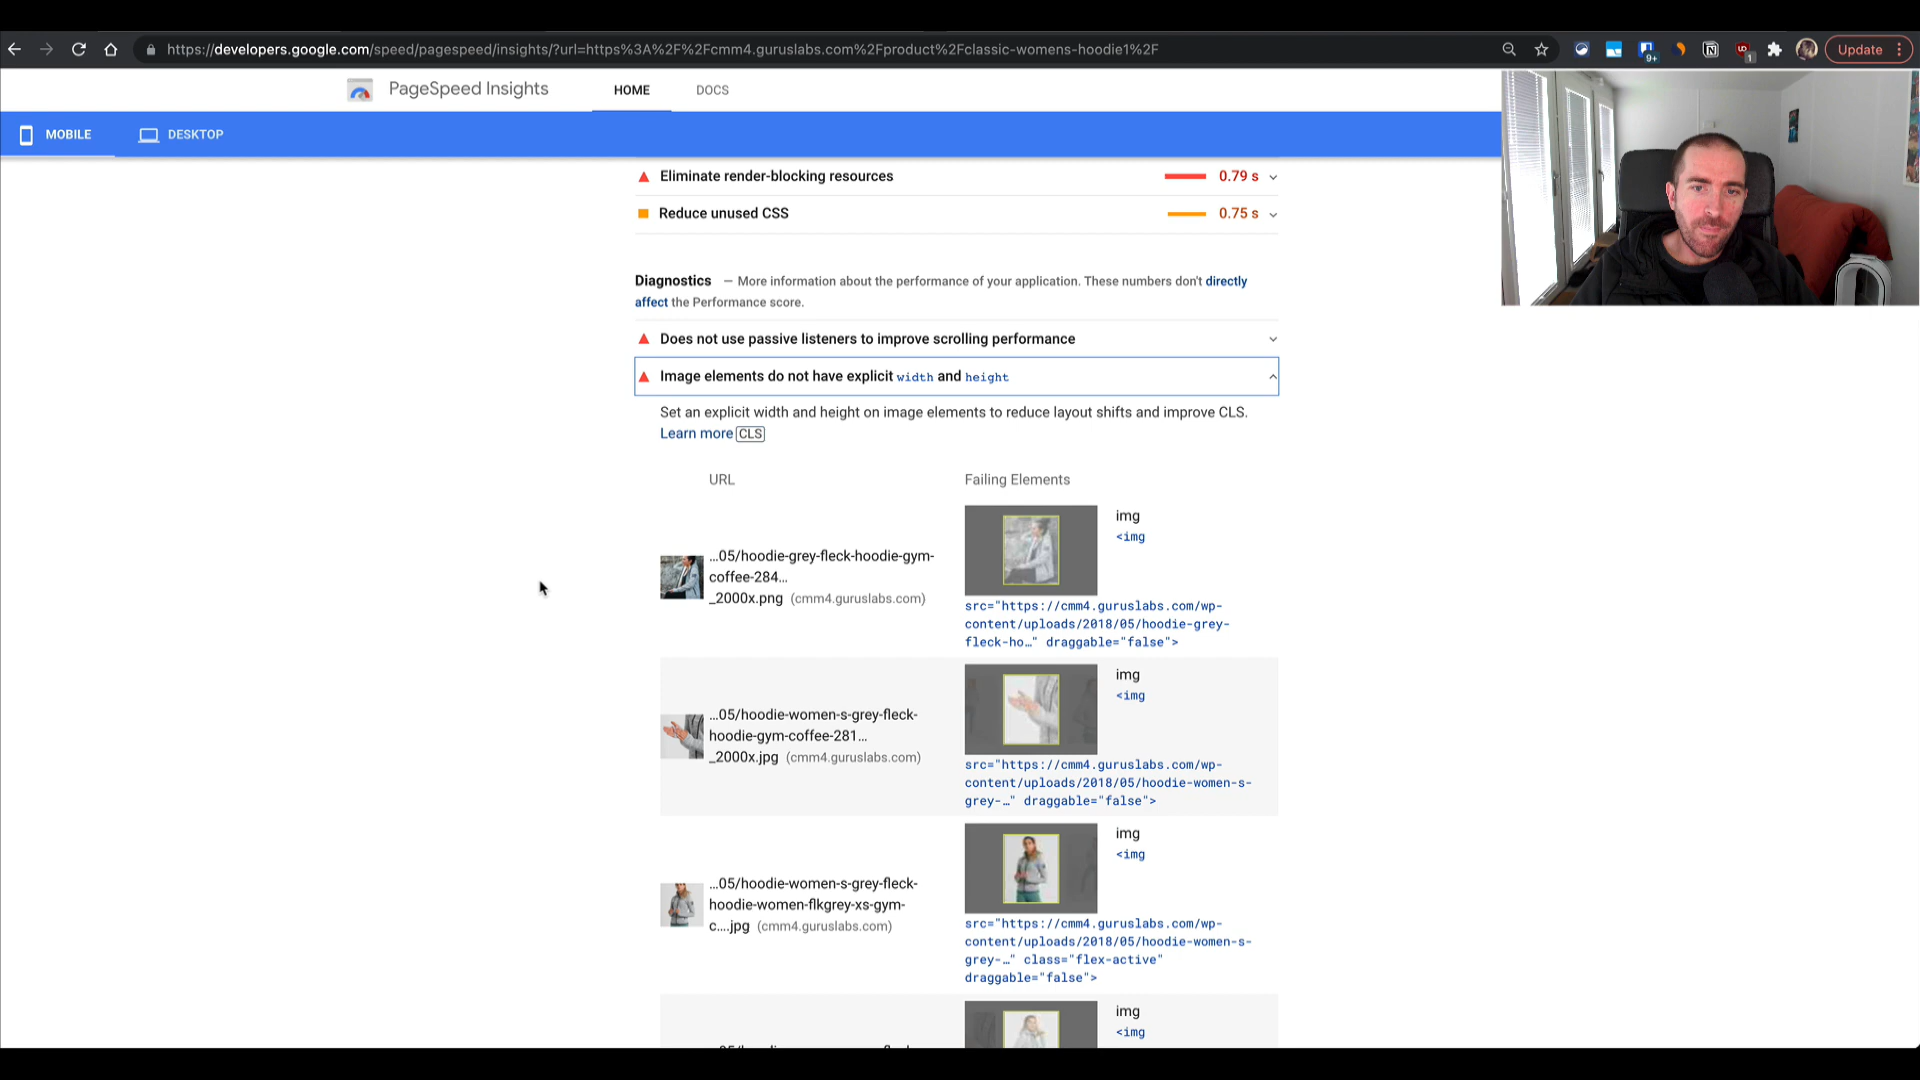 https://developers.google.com/speed/pagespeed/insights/?url=https%3A%2F%2Fcmm4.guruslabs.com%2Fproduct%2Fclassic-womens-hoodie1%2F
9+
1
Update
PageSpeed Insights
HOME
DOCS
MOBILE
DESKTOP
Eliminate render-blocking resources
0.79 s
Reduce unused CSS
0.75 s
Diagnostics — More information about the performance of your application. These numbers don't directly
affect the Performance score.
Does not use passive listeners to improve scrolling performance
Image elements do not have explicit width and height
Set an explicit width and height on image elements to reduce layout shifts and improve CLS.
Learn more CLS
URL
Failing Elements
...05/hoodie-grey-fleck-hoodie-gym-
coffee-284...
_2000x.png (cmm4.guruslabs.com)
img
<img
src="https://cmm4.guruslabs.com/wp-
content/uploads/2018/05/hoodie-grey-
fleck-ho…" draggable="false">
...05/hoodie-women-s-grey-fleck-
hoodie-gym-coffee-281...
_2000x.jpg (cmm4.guruslabs.com)
img
<img
src="https://cmm4.guruslabs.com/wp-
content/uploads/2018/05/hoodie-women-s-
grey-…" draggable="false">
...05/hoodie-women-s-grey-fleck-
hoodie-women-flkgrey-xs-gym-
c....jpg (cmm4.guruslabs.com)
img
<img
src="https://cmm4.guruslabs.com/wp-
content/uploads/2018/05/hoodie-women-s-
grey-…" class="flex-active"
draggable="false">
img
<img